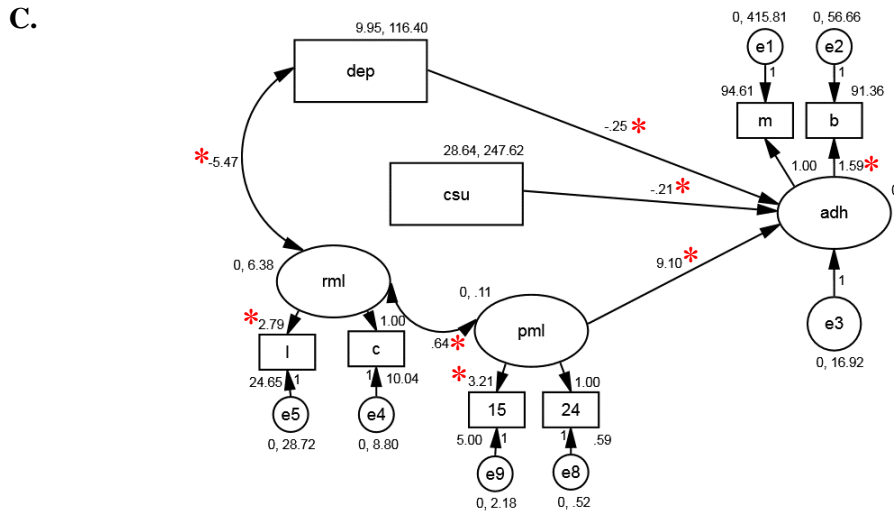 C.
9.95, 116.40
dep
0, 415.81
e1
1
0, 56.66
e2
1
94.61
m
b
91.36
-.25 *
1.00
1.59 *
28.64, 247.62
csu
-.21 *
adh
0
* -5.47
9.10 *
1
e3
0, 16.92
0, 6.38
rml
0, .11
pml
.64 *
* 2.79
1.00
l
c
24.65
1
1
10.04
e5
e4
0, 28.72
0, 8.80
* 3.21
1.00
15
24
5.00
1
1
.59
e9
e8
0, 2.18
0, .52